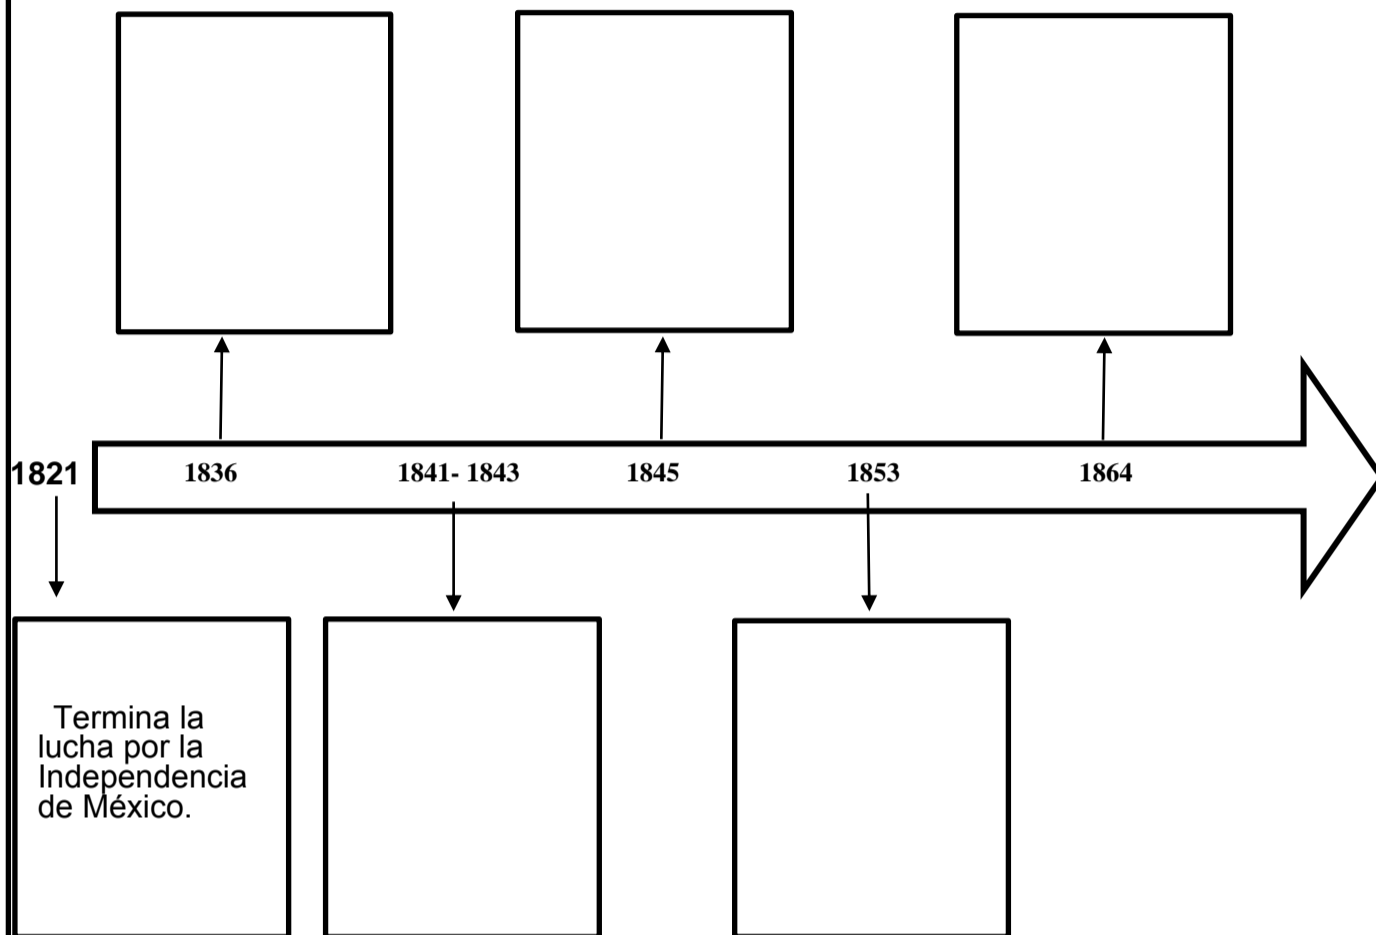 1821
1836
1841- 1843
1845
1853
1864
Termina la
lucha por la
Independencia
de México.